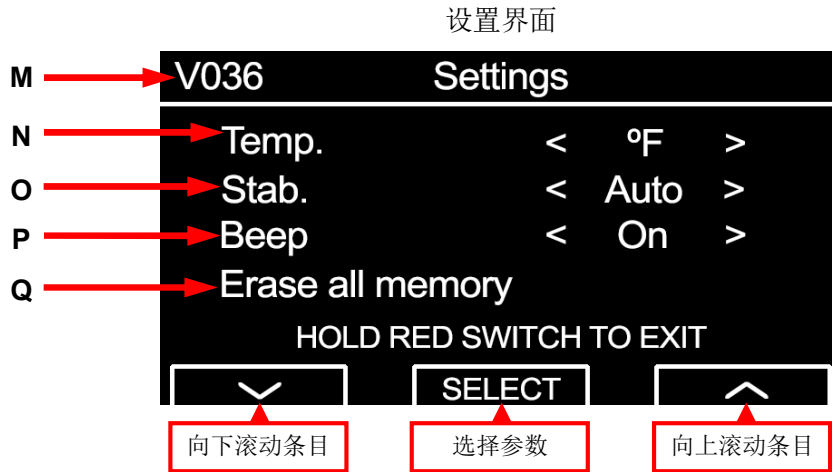 设置界面
M V036 Settings
N Temp. < ºF >
O Stab. < Auto >
P Beep < On >
Q Erase all memory
HOLD RED SWITCH TO EXIT
SELECT
向下滚动条目 选择参数 向上滚动条目